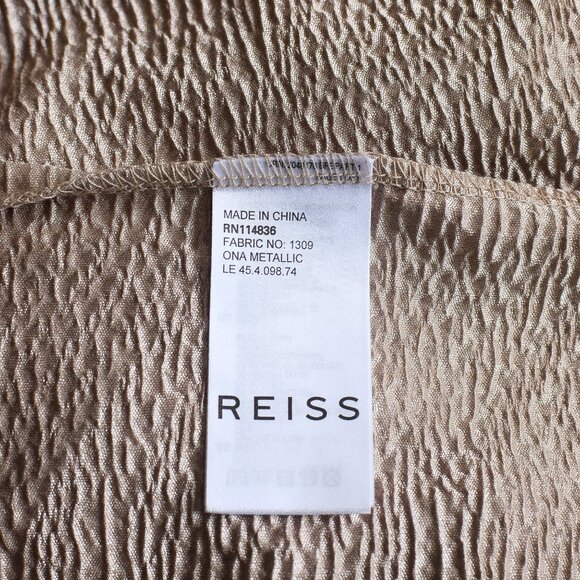 MADE IN CHINA
RN114836
FABRIC NO: 1309
ONA METALLIC
LE 45.4.098.74
REISS